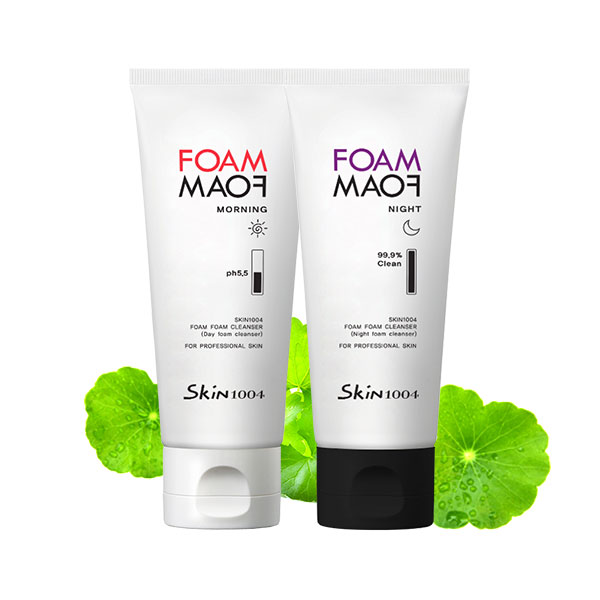 FOAM
FOAM
MORNING
ph5,5
SKIN1004
FOAM FOAM CLEANSER
(Day foam cleanser)
FOR PROFESSIONAL SKIN
SKiN1004
FOAM
FOAM
NIGHT
99,9%
Clean
SKIN1004
FOAM FOAM CLEANSER
(Night foam cleanser)
FOR PROFESSIONAL SKIN
SKiN1004